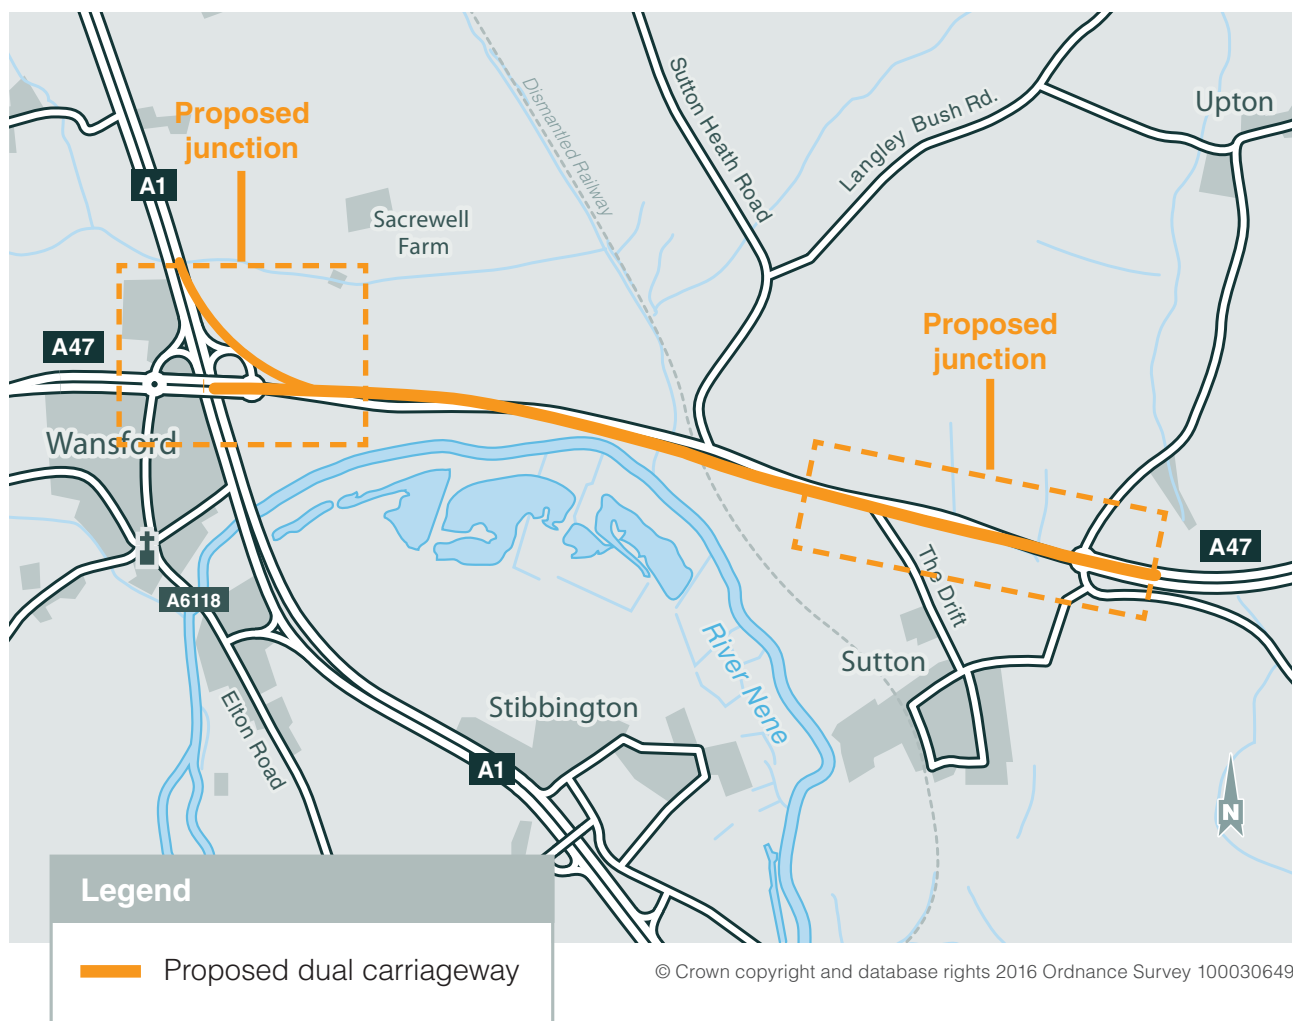 Proposed
junction
A1
Dismantled Railway
Sutton Heath Road
Langley Bush Rd.
Upton
Sacrewell
Farm
A47
Proposed
junction
Wansford
A47
The Drift
A6118
River Nene
Sutton
Elton Road
Stibbington
A1
N
Legend
Proposed dual carriageway
© Crown copyright and database rights 2016 Ordnance Survey 100030649